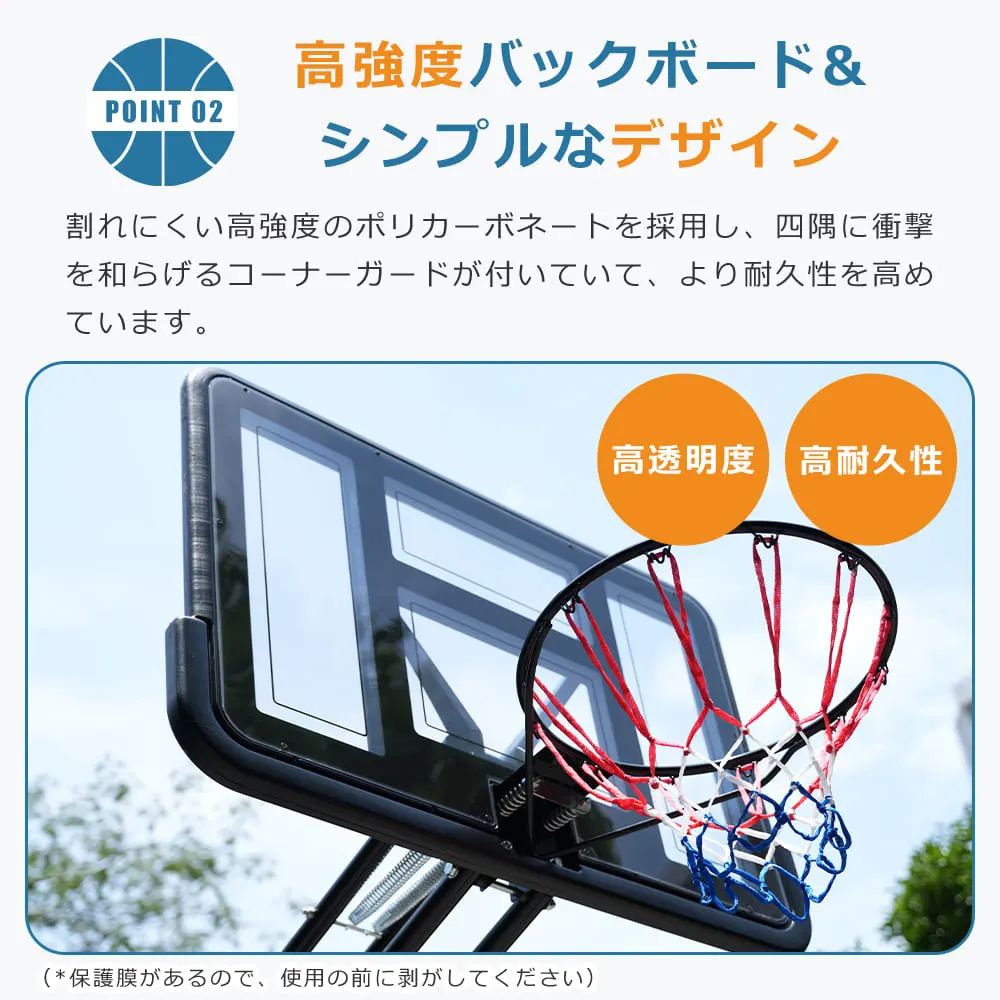 POINT 02
高強度バックボード&
シンプルなデザイン
割れにくい高強度のポリカーボネートを採用し、四隅に衝撃
を和らげるコーナーガードが付いていて、より耐久性を高め
ています。
高透明度
高耐久性
(*保護膜があるので、使用の前に剥がしてください)